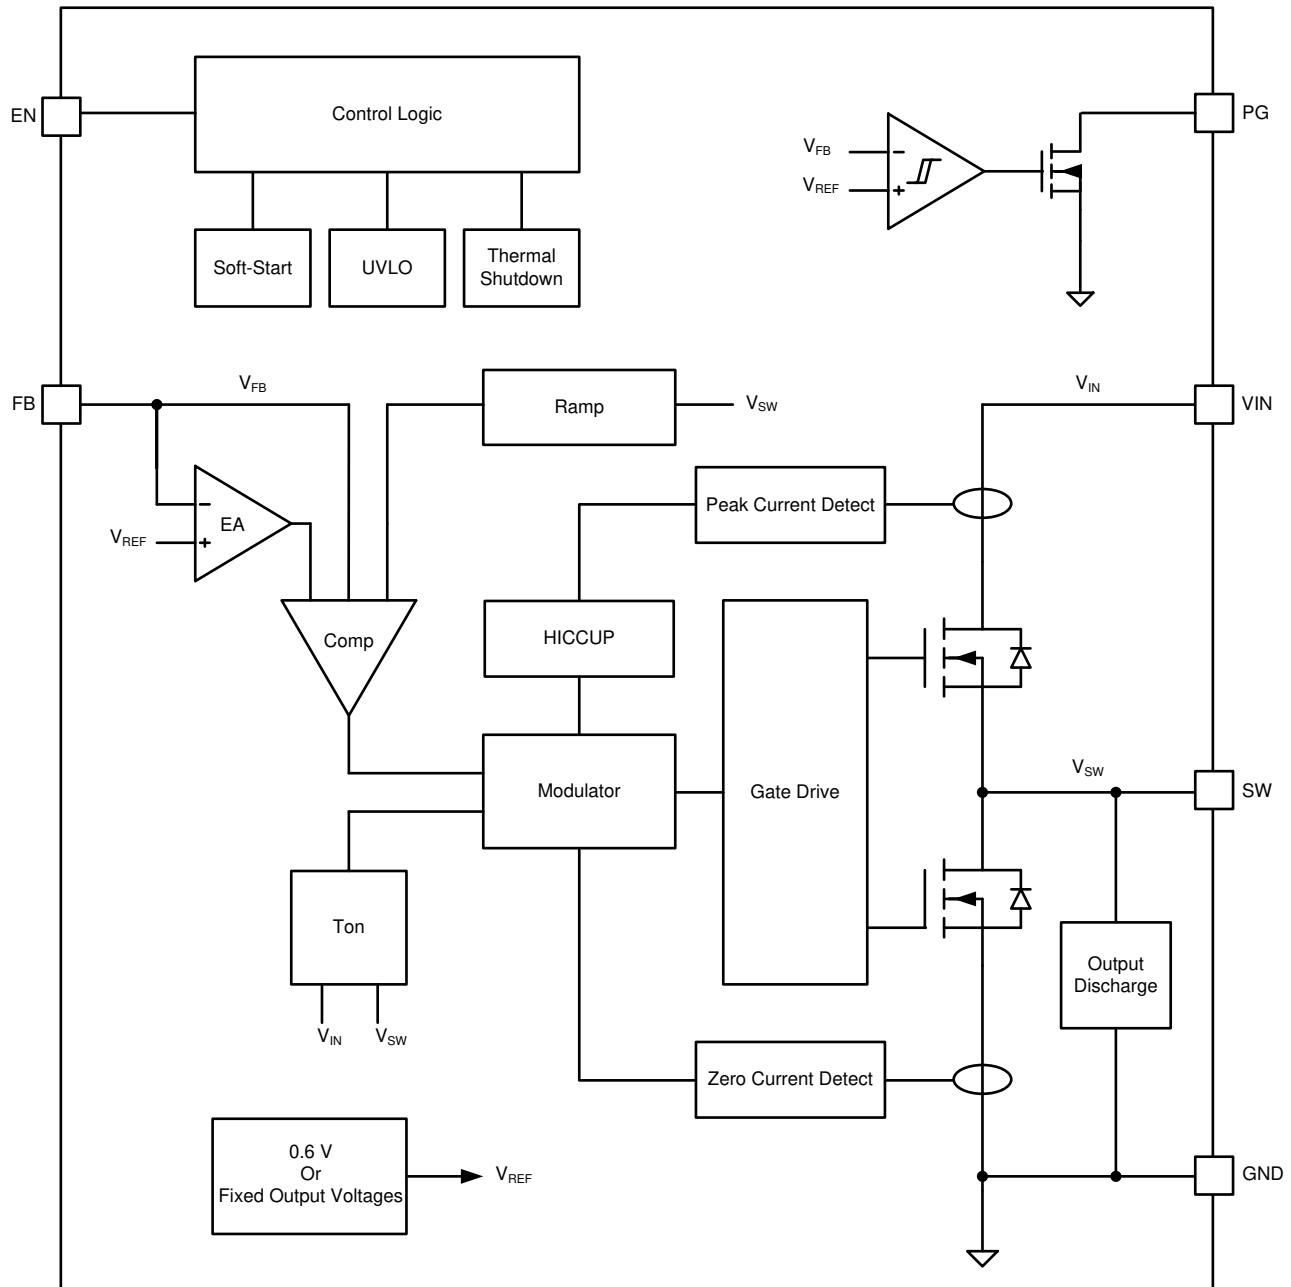 EN
Control Logic
Soft-Start
UVLO
Thermal
Shutdown
VFB
−
VREF
+
PG
FB
VFB
Ramp
VSW
VIN
VIN
Peak Current Detect
−
EA
VREF
+
Comp
HICCUP
Modulator
Gate Drive
VSW
SW
Ton
VIN
VSW
Output
Discharge
Zero Current Detect
0.6 V
Or
Fixed Output Voltages
VREF
GND